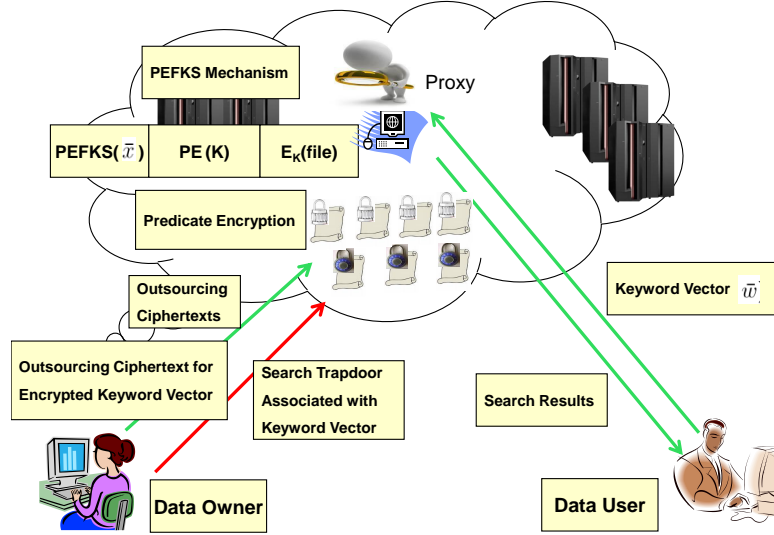 PEFKS Mechanism
Proxy
PEFKS( x̄ )
PE (K)
E_K(file)
Predicate Encryption
Outsourcing
Ciphertexts
Keyword Vector w̄
Outsourcing Ciphertext for
Encrypted Keyword Vector
Search Trapdoor
Associated with
Keyword Vector
Search Results
Data Owner
Data User